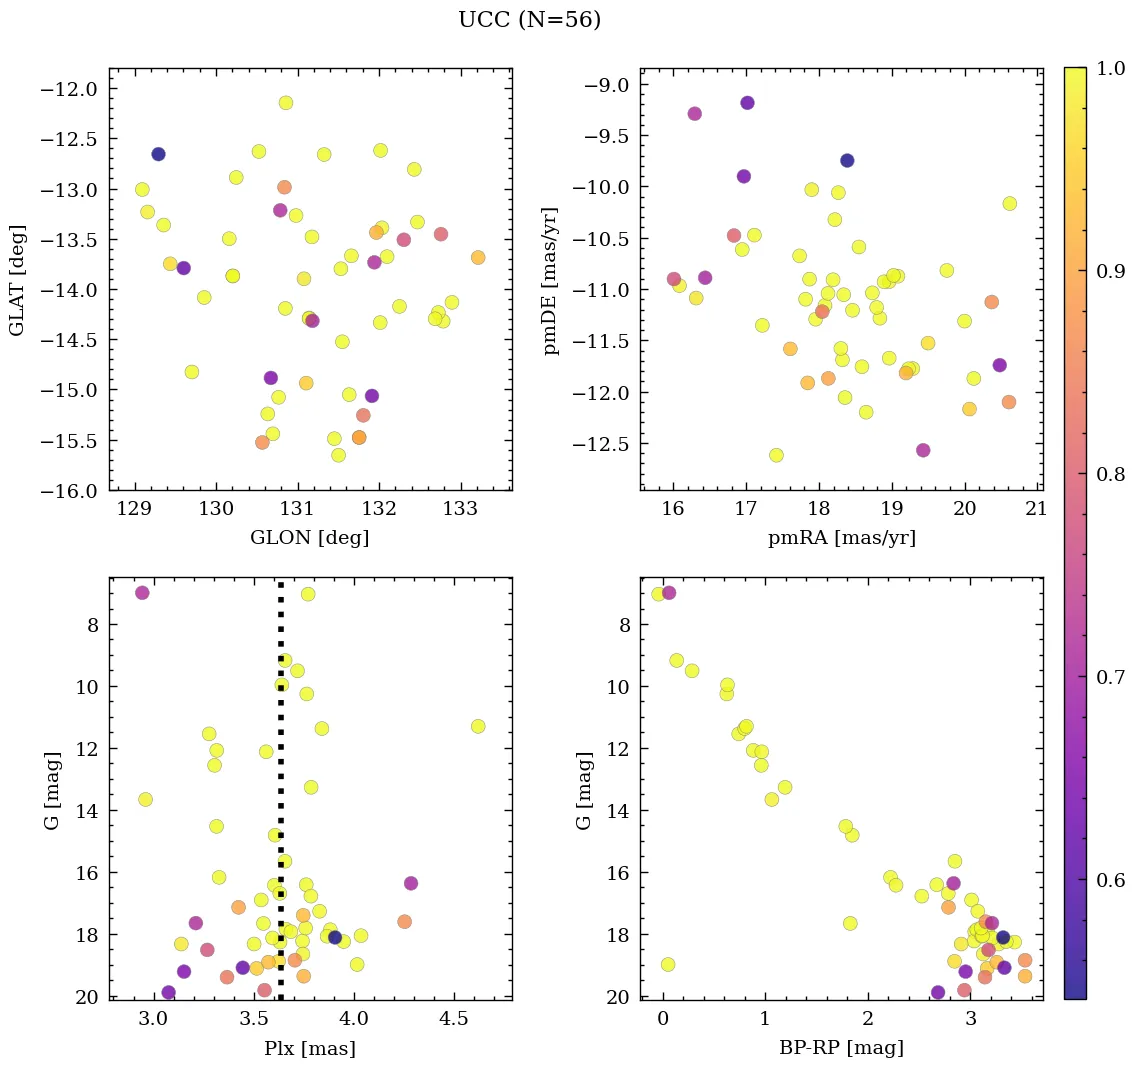 UCC (N=56)
−12.0
−12.5
−13.0
−13.5
−14.0
−14.5
−15.0
−15.5
−16.0
GLAT [deg]
129 130 131 132 133
GLON [deg]
−9.0
−9.5
−10.0
−10.5
−11.0
−11.5
−12.0
−12.5
pmDE [mas/yr]
16 17 18 19 20 21
pmRA [mas/yr]
8
10
12
14
16
18
20
G [mag]
3.0 3.5 4.0 4.5
Plx [mas]
8
10
12
14
16
18
20
G [mag]
0 1 2 3
BP-RP [mag]
1.0
0.9
0.8
0.7
0.6